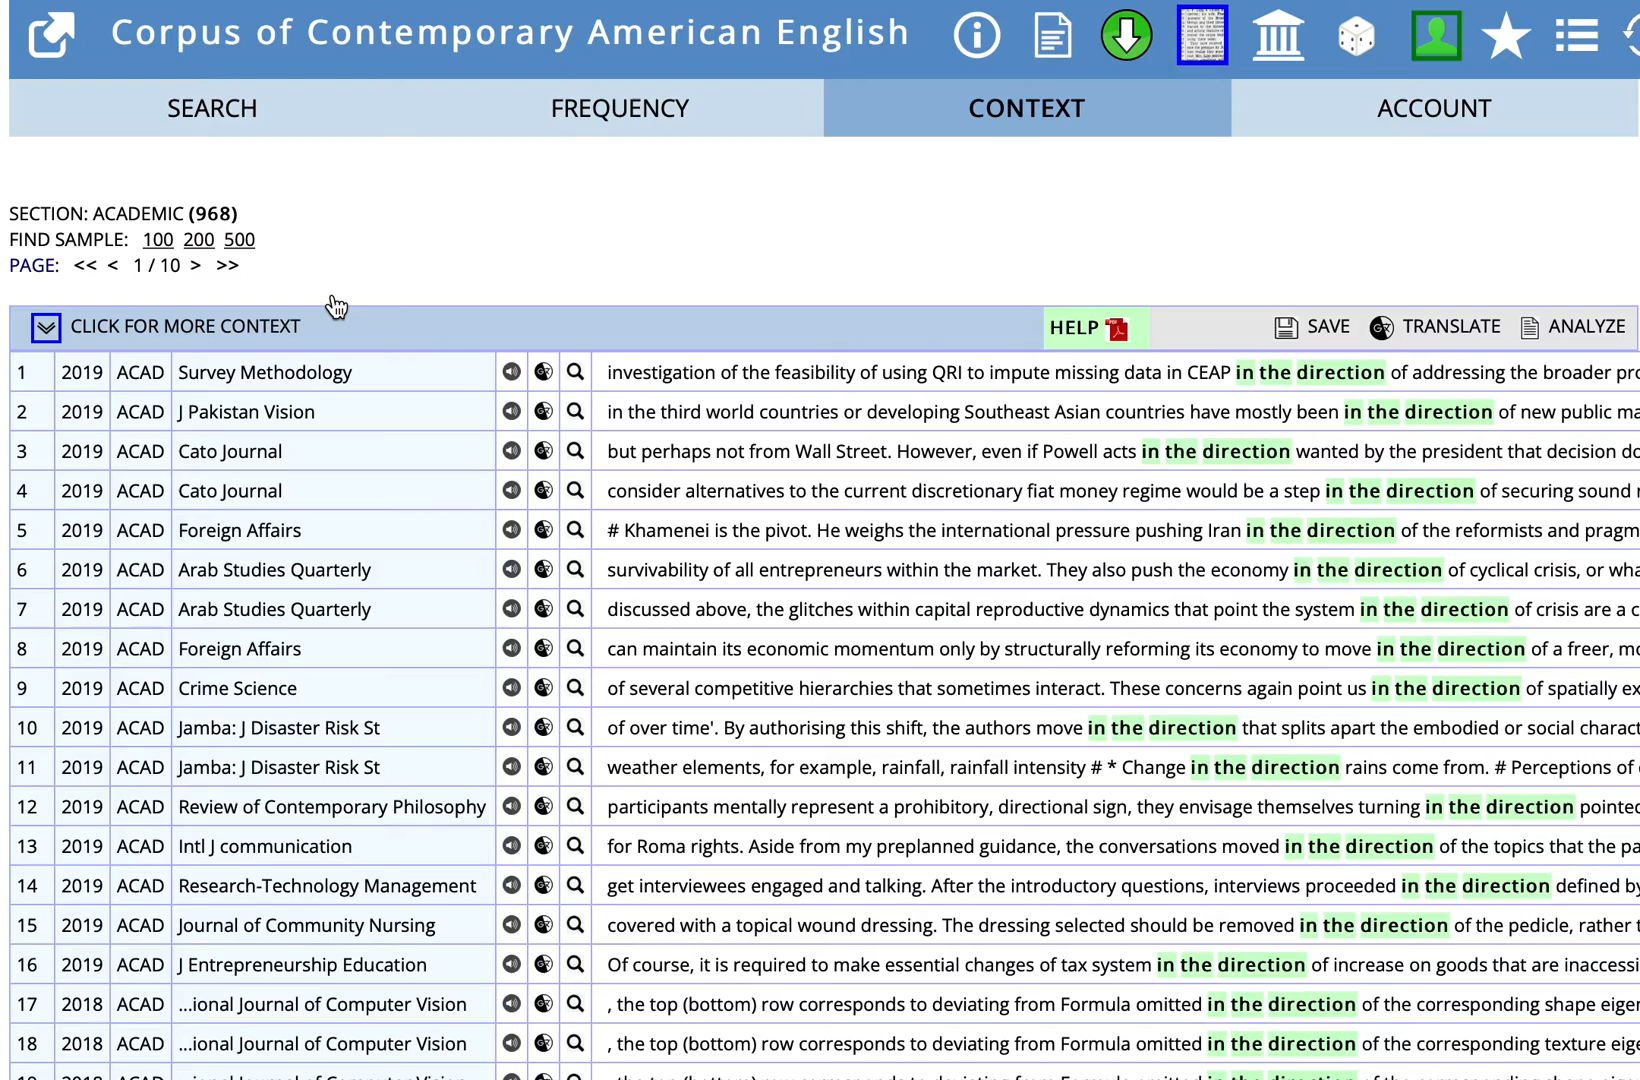 Corpus of Contemporary American English
SEARCH FREQUENCY CONTEXT ACCOUNT
SECTION: ACADEMIC (968)
FIND SAMPLE: 100 200 500
PAGE: << < 1 / 10 > >>
CLICK FOR MORE CONTEXT HELP SAVE TRANSLATE ANALYZE
1 2019 ACAD Survey Methodology investigation of the feasibility of using QRI to impute missing data in CEAP in the direction of addressing the broader
2 2019 ACAD J Pakistan Vision in the third world countries or developing Southeast Asian countries have mostly been in the direction of new public
3 2019 ACAD Cato Journal but perhaps not from Wall Street. However, even if Powell acts in the direction wanted by the president that decision
4 2019 ACAD Cato Journal consider alternatives to the current discretionary fiat money regime would be a step in the direction of securing sound
5 2019 ACAD Foreign Affairs # Khamenei is the pivot. He weighs the international pressure pushing Iran in the direction of the reformists and
6 2019 ACAD Arab Studies Quarterly survivability of all entrepreneurs within the market. They also push the economy in the direction of cyclical crisis, or
7 2019 ACAD Arab Studies Quarterly discussed above, the glitches within capital reproductive dynamics that point the system in the direction of crisis are a
8 2019 ACAD Foreign Affairs can maintain its economic momentum only by structurally reforming its economy to move in the direction of a freer,
9 2019 ACAD Crime Science of several competitive hierarchies that sometimes interact. These concerns again point us in the direction of spatially
10 2019 ACAD Jamba: J Disaster Risk St of over time'. By authorising this shift, the authors move in the direction that splits apart the embodied or social
11 2019 ACAD Jamba: J Disaster Risk St weather elements, for example, rainfall, rainfall intensity # * Change in the direction rains come from. # Perceptions of
12 2019 ACAD Review of Contemporary Philosophy participants mentally represent a prohibitory, directional sign, they envisage themselves turning in the direction pointed
13 2019 ACAD Intl J communication for Roma rights. Aside from my preplanned guidance, the conversations moved in the direction of the topics that the
14 2019 ACAD Research-Technology Management get interviewees engaged and talking. After the introductory questions, interviews proceeded in the direction defined by
15 2019 ACAD Journal of Community Nursing covered with a topical wound dressing. The dressing selected should be removed in the direction of the pedicle, rather
16 2019 ACAD J Entrepreneurship Education Of course, it is required to make essential changes of tax system in the direction of increase on goods that are
17 2018 ACAD ...ional Journal of Computer Vision , the top (bottom) row corresponds to deviating from Formula omitted in the direction of the corresponding shape
18 2018 ACAD ...ional Journal of Computer Vision , the top (bottom) row corresponds to deviating from Formula omitted in the direction of the corresponding texture